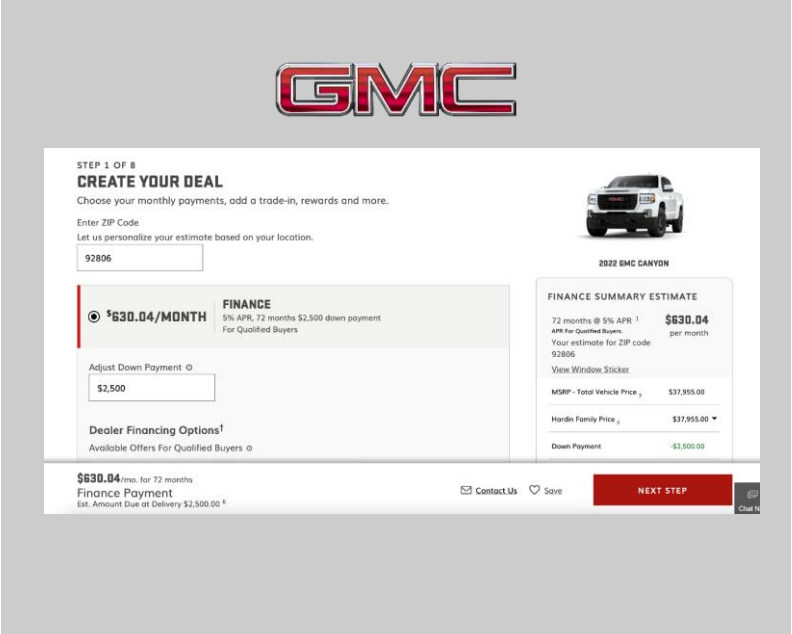 GMC
STEP 1 OF 8
CREATE YOUR DEAL
Choose your monthly payments, add a trade-in, rewards and more.
Enter ZIP Code
Let us personalize your estimate based on your location.
92806
$630.04/MONTH
FINANCE
5% APR, 72 months $2,500 down payment
For Qualified Buyers
Adjust Down Payment
$2,500
Dealer Financing Options†
Available Offers For Qualified Buyers
2022 GMC CANYON
FINANCE SUMMARY ESTIMATE
72 months @ 5% APR 1
$630.04
APR For Qualified Buyers.
per month
Your estimate for ZIP code
92806
View Window Sticker
MSRP - Total Vehicle Price 2 $37,955.00
Hardin Family Price 2 $37,955.00
Down Payment -$2,500.00
$630.04/mo. for 72 months
Finance Payment
Est. Amount Due at Delivery $2,500.00 6
Contact Us
Save
NEXT STEP
Chat N